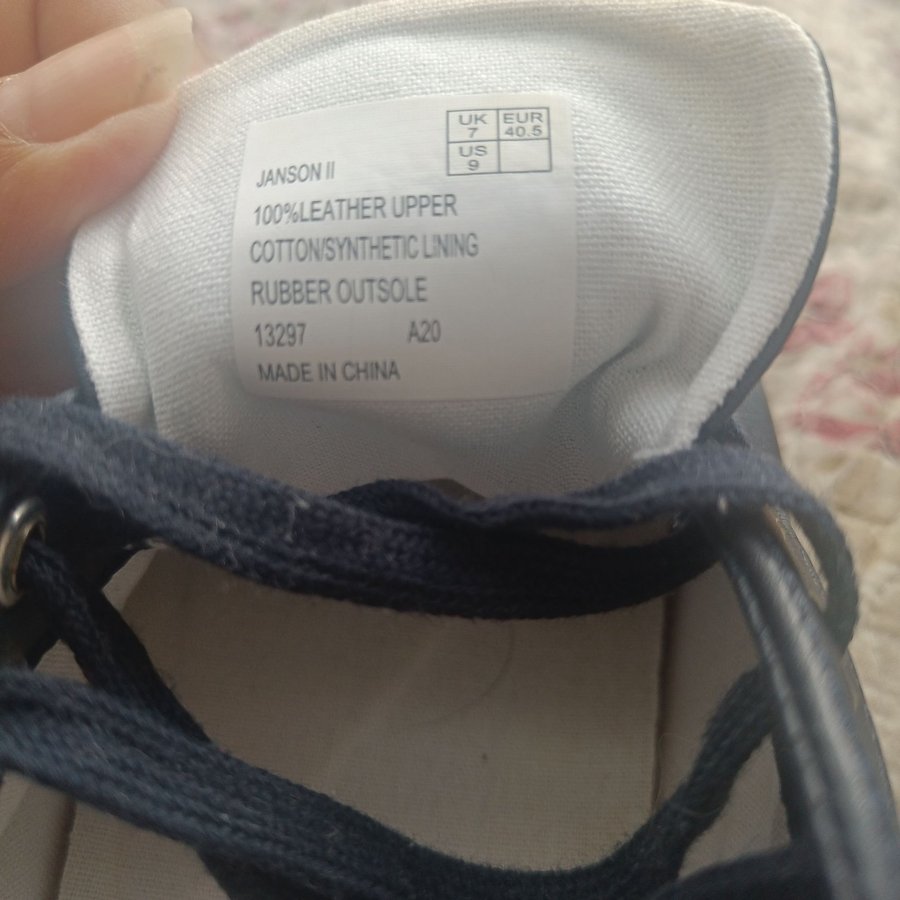 UK 7 EUR 40.5
US 9
JANSON II
100%LEATHER UPPER
COTTON/SYNTHETIC LINING
RUBBER OUTSOLE
13297 A20
MADE IN CHINA